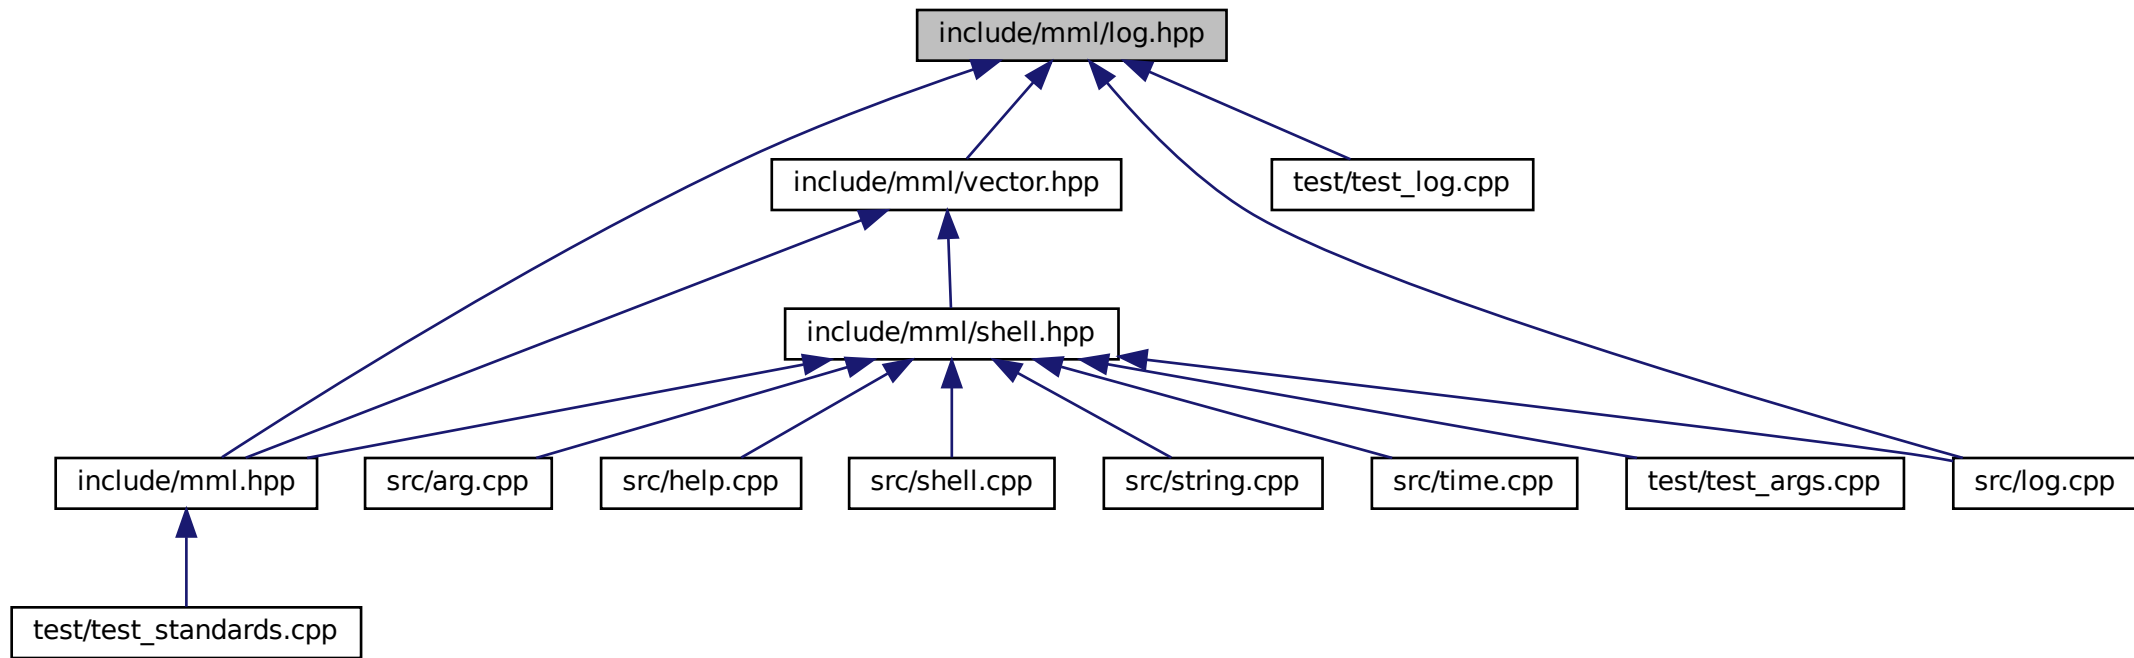 include/mml/log.hpp
include/mml/vector.hpp
test/test_log.cpp
include/mml/shell.hpp
include/mml.hpp
src/arg.cpp
src/help.cpp
src/shell.cpp
src/string.cpp
src/time.cpp
test/test_args.cpp
src/log.cpp
test/test_standards.cpp